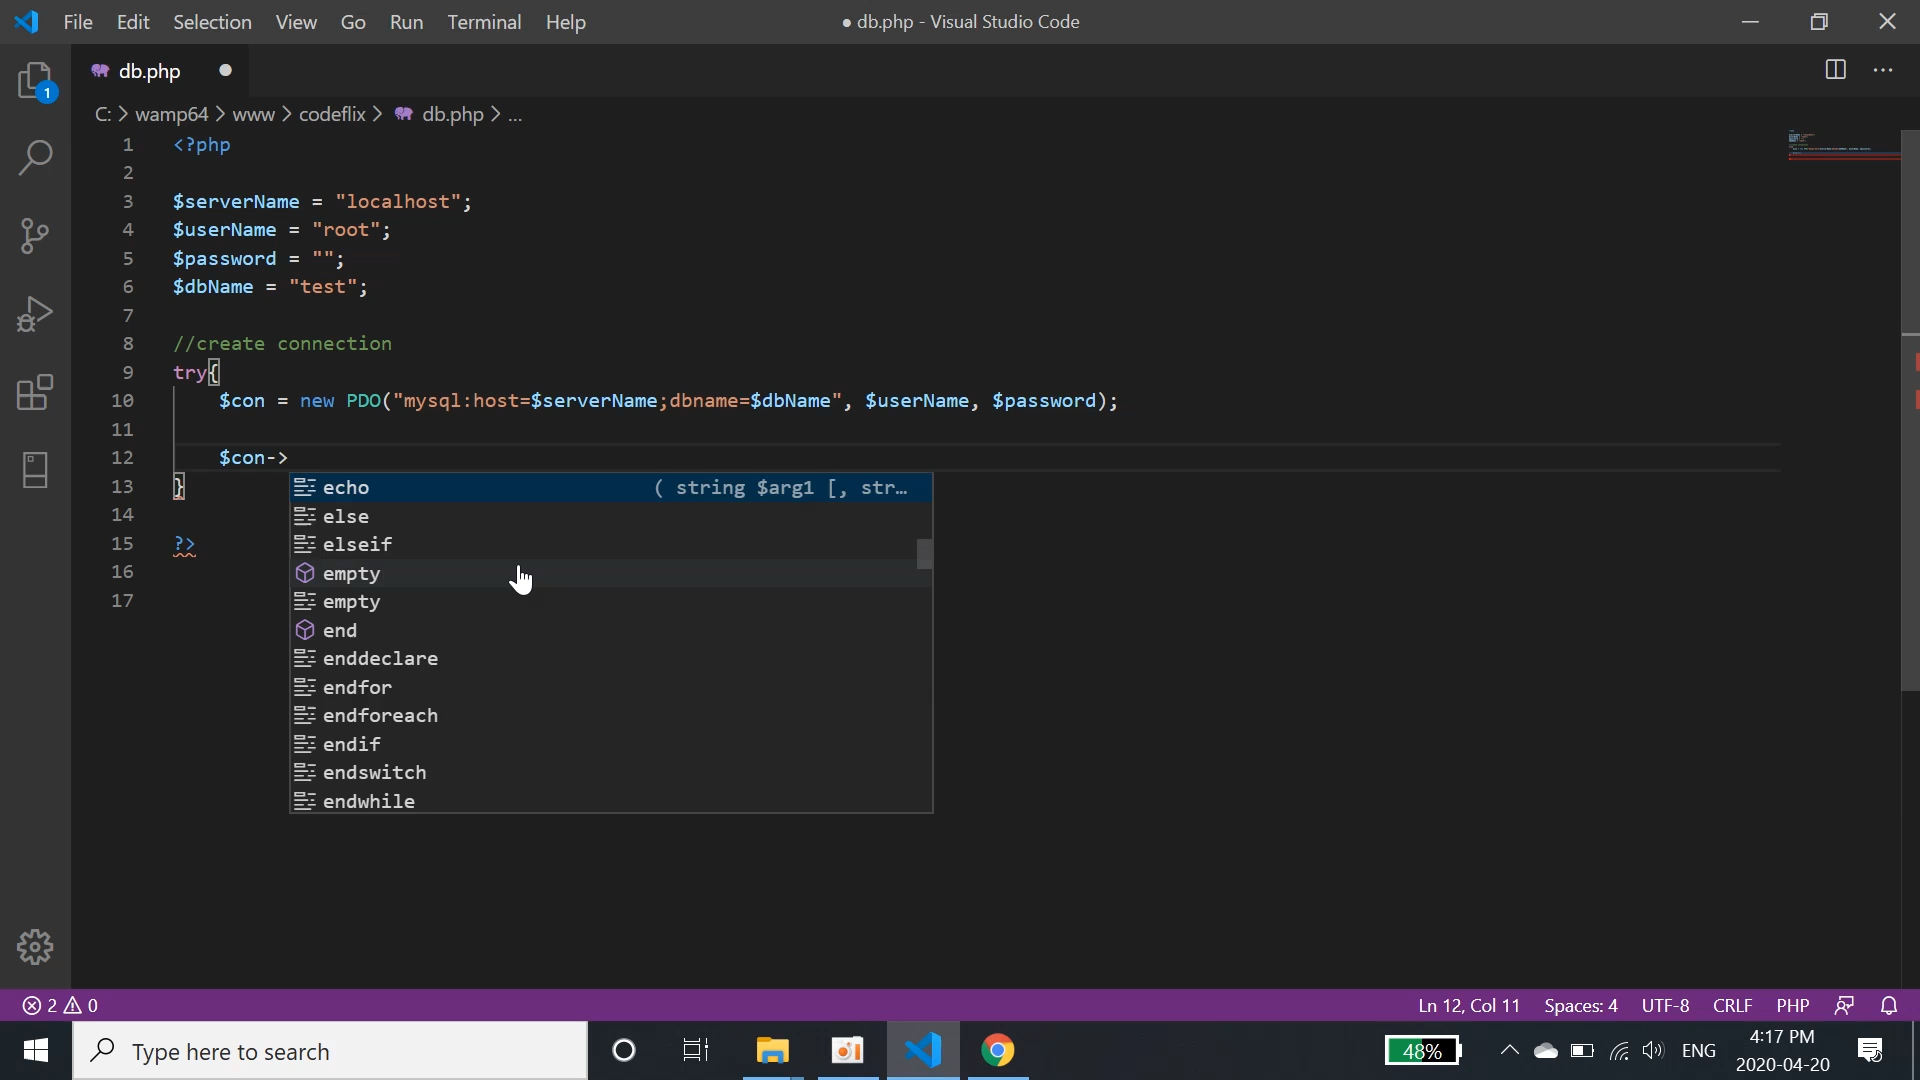 File Edit Selection View Go Run Terminal Help ● db.php - Visual Studio Code
db.php ●
1
C: > wamp64 > www > codeflix > db.php > ...
1 <?php
2
3 $serverName = "localhost";
4 $userName = "root";
5 $password = "";
6 $dbName = "test";
7
8 //create connection
9 try{
10 $con = new PDO("mysql:host=$serverName;dbname=$dbName", $userName, $password);
11
12 $con->
13 }
echo ( string $arg1 [, str…
14
else
15 ?>
elseif
16
empty
17
empty
end
enddeclare
endfor
endforeach
endif
endswitch
endwhile
2 0 Ln 12, Col 11 Spaces: 4 UTF-8 CRLF PHP
Type here to search 48% ENG 4:17 PM
2020-04-20